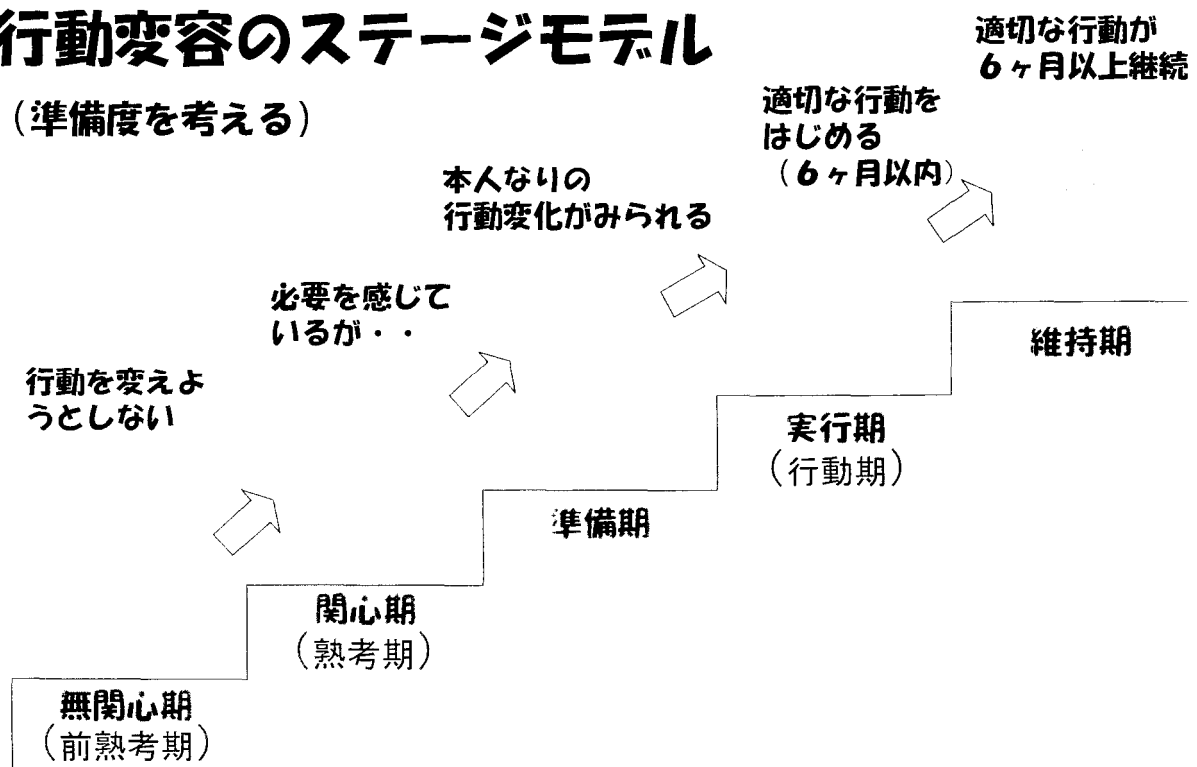 行動変容のステージモデル
（準備度を考える）
適切な行動が
6ヶ月以上継続
適切な行動を
はじめる
（6ヶ月以内）
本人なりの
行動変化がみられる
必要を感じて
いるが・・
行動を変えよ
うとしない
維持期
実行期
（行動期）
準備期
関心期
（熟考期）
無関心期
（前熟考期）